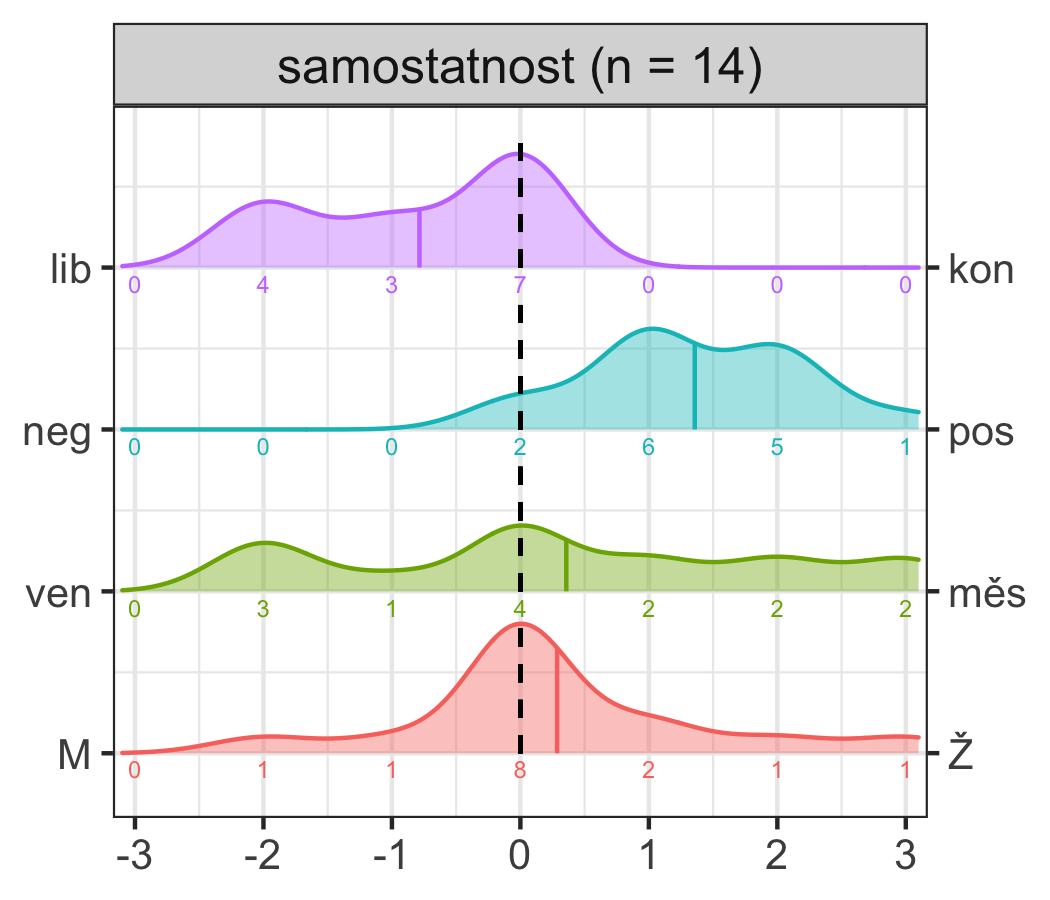 samostatnost (n = 14)
lib kon
0 4 3 7 0 0 0
neg pos
0 0 0 2 6 5 1
ven měs
0 3 1 4 2 2 2
M Ž
0 1 1 8 2 1 1
-3 -2 -1 0 1 2 3